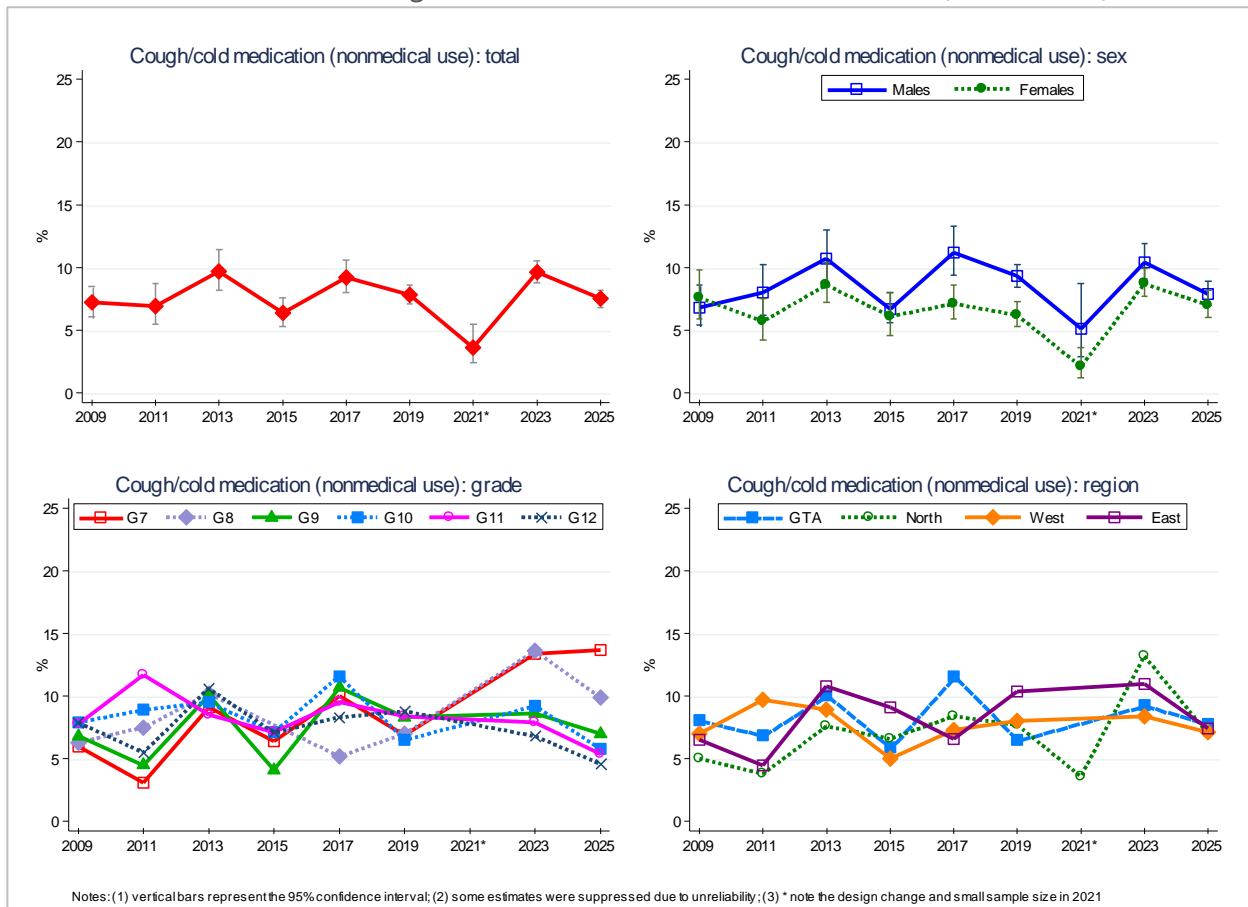 Cough/cold medication (nonmedical use): total
25
20
15
10
5
0
%
2009 2011 2013 2015 2017 2019 2021* 2023 2025
Cough/cold medication (nonmedical use): sex
Males Females
25
20
15
10
5
0
%
2009 2011 2013 2015 2017 2019 2021* 2023 2025
Cough/cold medication (nonmedical use): grade
G7 G8 G9 G10 G11 G12
25
20
15
10
5
0
%
2009 2011 2013 2015 2017 2019 2021* 2023 2025
Cough/cold medication (nonmedical use): region
GTA North West East
25
20
15
10
5
0
%
2009 2011 2013 2015 2017 2019 2021* 2023 2025
Notes: (1) vertical bars represent the 95% confidence interval; (2) some estimates were suppressed due to unreliability; (3) * note the design change and small sample size in 2021